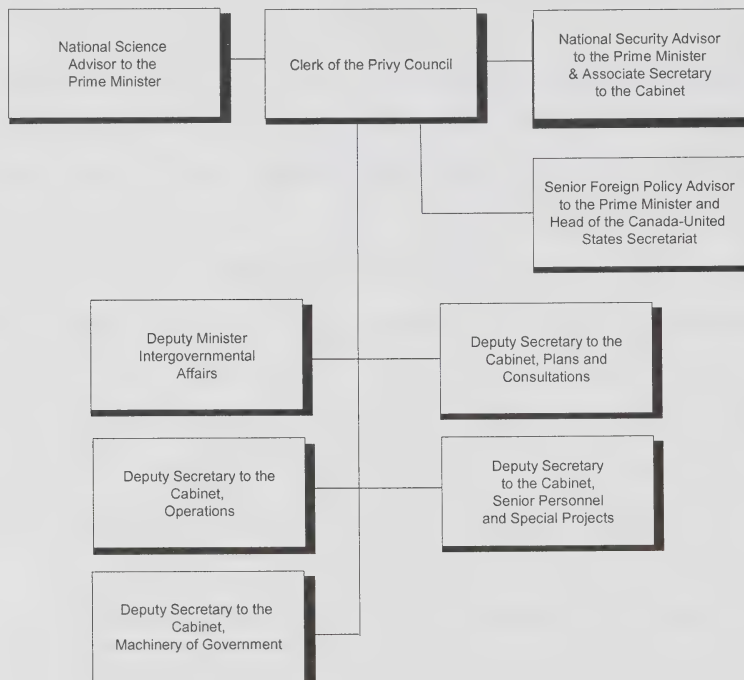 National Science
Advisor to the
Prime Minister
Clerk of the Privy Council
National Security Advisor
to the Prime Minister
& Associate Secretary
to the Cabinet
Senior Foreign Policy Advisor
to the Prime Minister and
Head of the Canada-United
States Secretariat
Deputy Minister
Intergovernmental
Affairs
Deputy Secretary to the
Cabinet, Plans and
Consultations
Deputy Secretary to the
Cabinet,
Operations
Deputy Secretary
to the Cabinet,
Senior Personnel
and Special Projects
Deputy Secretary to the
Cabinet,
Machinery of Government